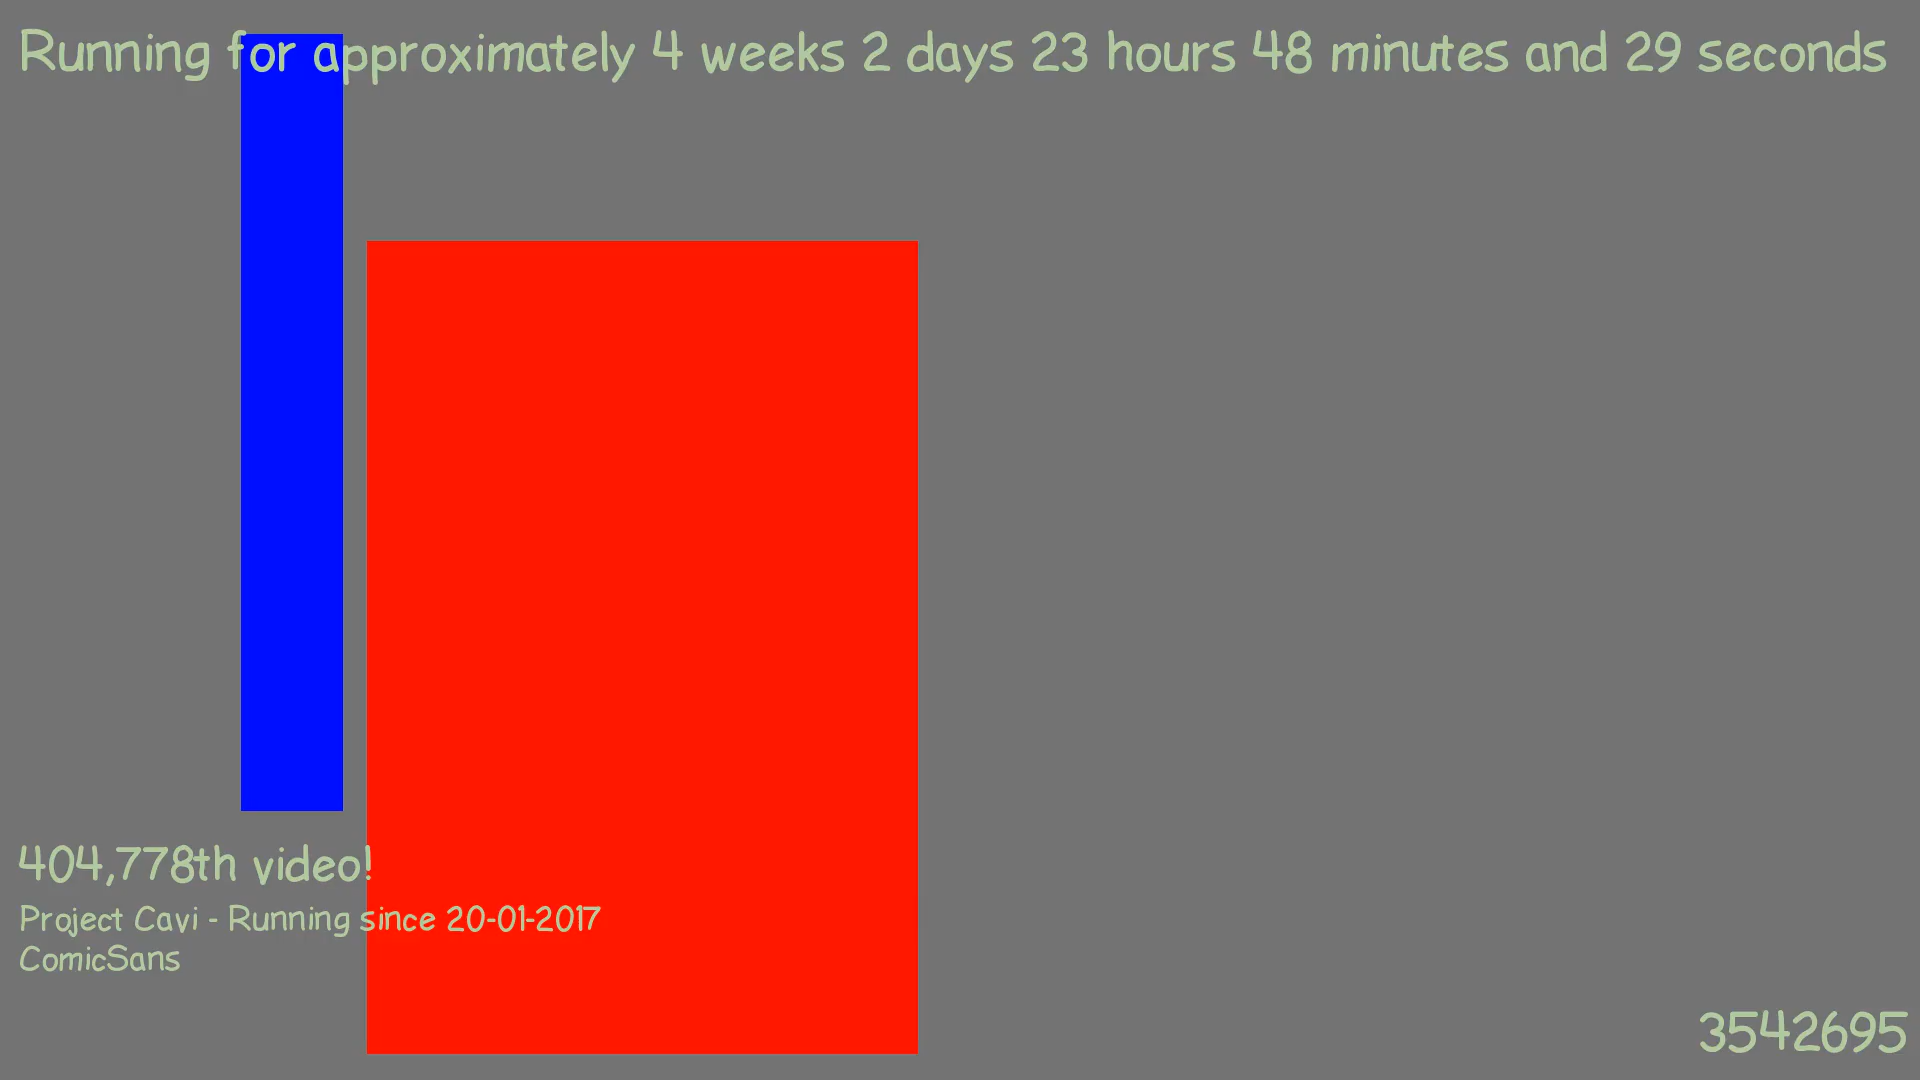 Running for approximately 4 weeks 2 days 23 hours 48 minutes and 29 seconds
404,778th video!
Project Cavi - Running since 20-01-2017
ComicSans
3542695